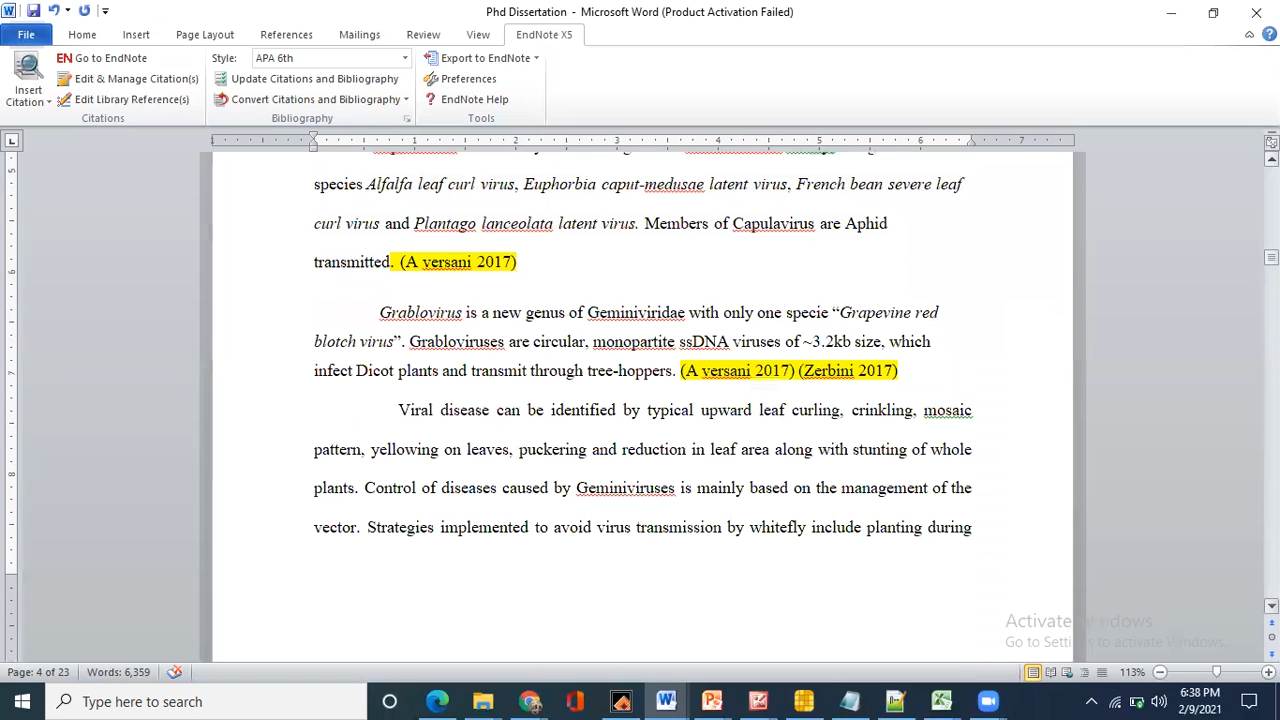 Phd Dissertation - Microsoft Word (Product Activation Failed)
File Home Insert Page Layout References Mailings Review View EndNote X5
Insert Citation
EN Go to EndNote
Edit & Manage Citation(s)
Edit Library Reference(s)
Citations
Style: APA 6th
Update Citations and Bibliography
Convert Citations and Bibliography
Bibliography
Export to EndNote
Preferences
EndNote Help
Tools
1 2 3 4 5 6 7
species Alfalfa leaf curl virus, Euphorbia caput-medusae latent virus, French bean severe leaf
curl virus and Plantago lanceolata latent virus. Members of Capulavirus are Aphid
transmitted. (A versani 2017)
Grablovirus is a new genus of Geminiviridae with only one specie “Grapevine red
blotch virus”. Grabloviruses are circular, monopartite ssDNA viruses of ~3.2kb size, which
infect Dicot plants and transmit through tree-hoppers. (A versani 2017) (Zerbini 2017)
Viral disease can be identified by typical upward leaf curling, crinkling, mosaic
pattern, yellowing on leaves, puckering and reduction in leaf area along with stunting of whole
plants. Control of diseases caused by Geminiviruses is mainly based on the management of the
vector. Strategies implemented to avoid virus transmission by whitefly include planting during
Activate Windows
Go to Settings to activate Windows.
Page: 4 of 23 Words: 6,359 113%
Type here to search
6:38 PM
2/9/2021